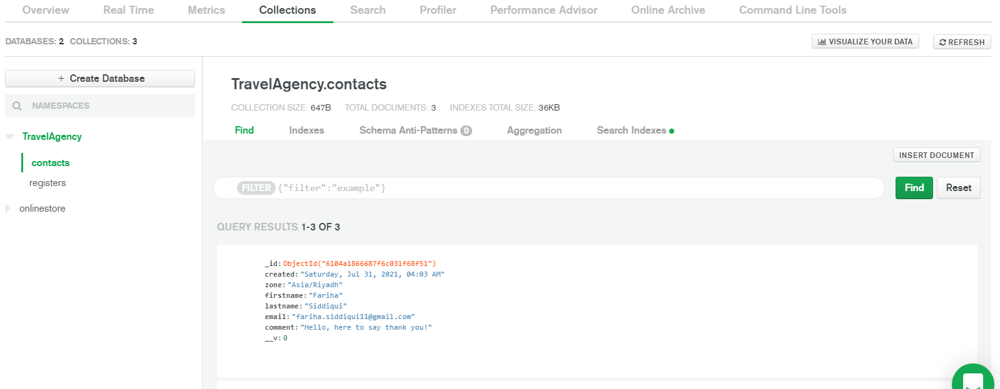 Overview Real Time Metrics Collections Search Profiler Performance Advisor Online Archive Command Line Tools
DATABASES: 2 COLLECTIONS: 3
VISUALIZE YOUR DATA REFRESH
+ Create Database
NAMESPACES
TravelAgency
contacts
registers
onlinestore
TravelAgency.contacts
COLLECTION SIZE: 647B TOTAL DOCUMENTS: 3 INDEXES TOTAL SIZE: 36KB
Find Indexes Schema Anti-Patterns 0 Aggregation Search Indexes
INSERT DOCUMENT
FILTER {"filter":"example"}
Find Reset
QUERY RESULTS 1-3 OF 3
_id: ObjectId("6104a1866687f6c031f68f51")
created: "Saturday, Jul 31, 2021, 04:03 AM"
zone: "Asia/Riyadh"
firstname: "Fariha"
lastname: "Siddiqui"
email: "fariha.siddiqui11@gmail.com"
comment: "Hello, here to say thank you!"
__v: 0